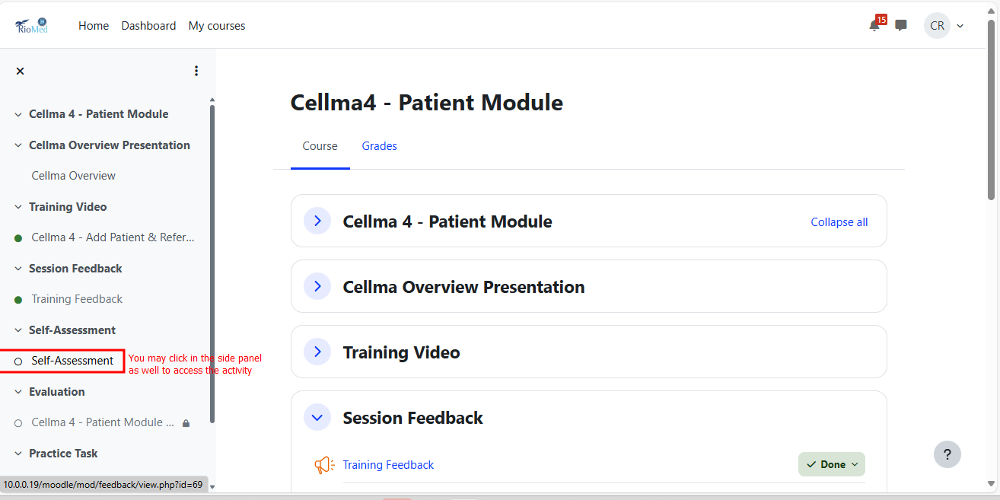 RioMed
Home Dashboard My courses
15
CR
Cellma 4 - Patient Module
Cellma Overview Presentation
Cellma Overview
Training Video
Cellma 4 - Add Patient & Refer...
Session Feedback
Training Feedback
Self-Assessment
Self-Assessment
You may click in the side panel
as well to access the activity
Evaluation
Cellma 4 - Patient Module ...
Practice Task
10.0.0.19/moodle/mod/feedback/view.php?id=69
Cellma4 - Patient Module
Course Grades
Cellma 4 - Patient Module
Collapse all
Cellma Overview Presentation
Training Video
Session Feedback
Training Feedback
Done
?